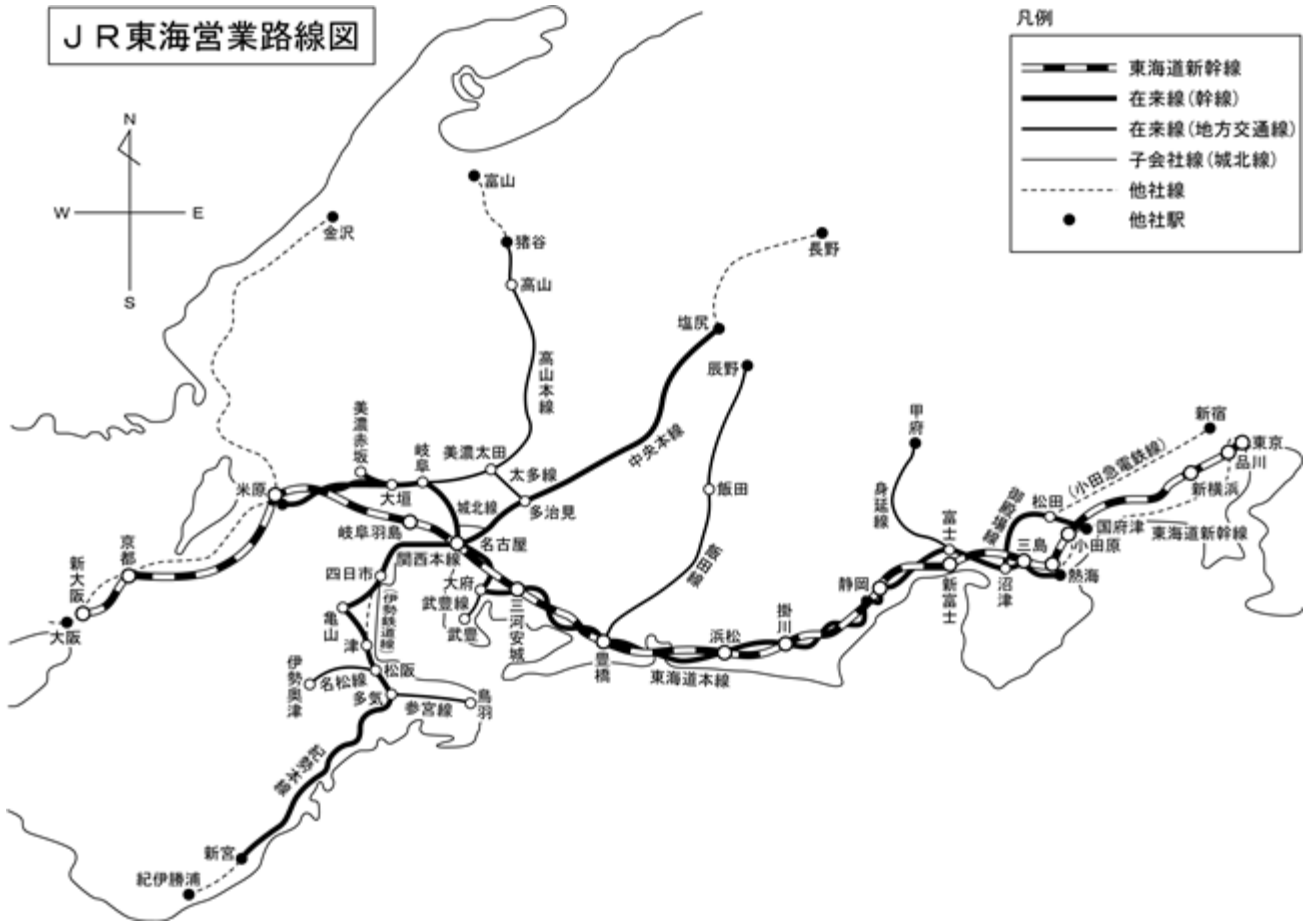 JR東海営業路線図
凡例
東海道新幹線
在来線(幹線)
在来線(地方交通線)
子会社線(城北線)
他社線
他社駅
N
W
E
S
富山
金沢
猪谷
高山
長野
塩尻
辰野
高山本線
中央本線
甲府
新宿
東京
品川
(小田急電鉄線)
新横浜
美濃赤坂
岐阜
美濃太田
太多線
飯田
身延線
御殿場線
松田
国府津
東海道新幹線
米原
大垣
城北線
多治見
岐阜羽島
名古屋
富士
三島
小田原
京都
関西本線
飯田線
新大阪
四日市
大府
静岡
新富士
沼津
熱海
大阪
武豊線
(伊勢鉄道線)
武豊
三河安城
掛川
亀山
津
豊橋
浜松
東海道本線
伊勢奥津
名松線
松阪
多気
参宮線
鳥羽
紀勢本線
新宮
紀伊勝浦